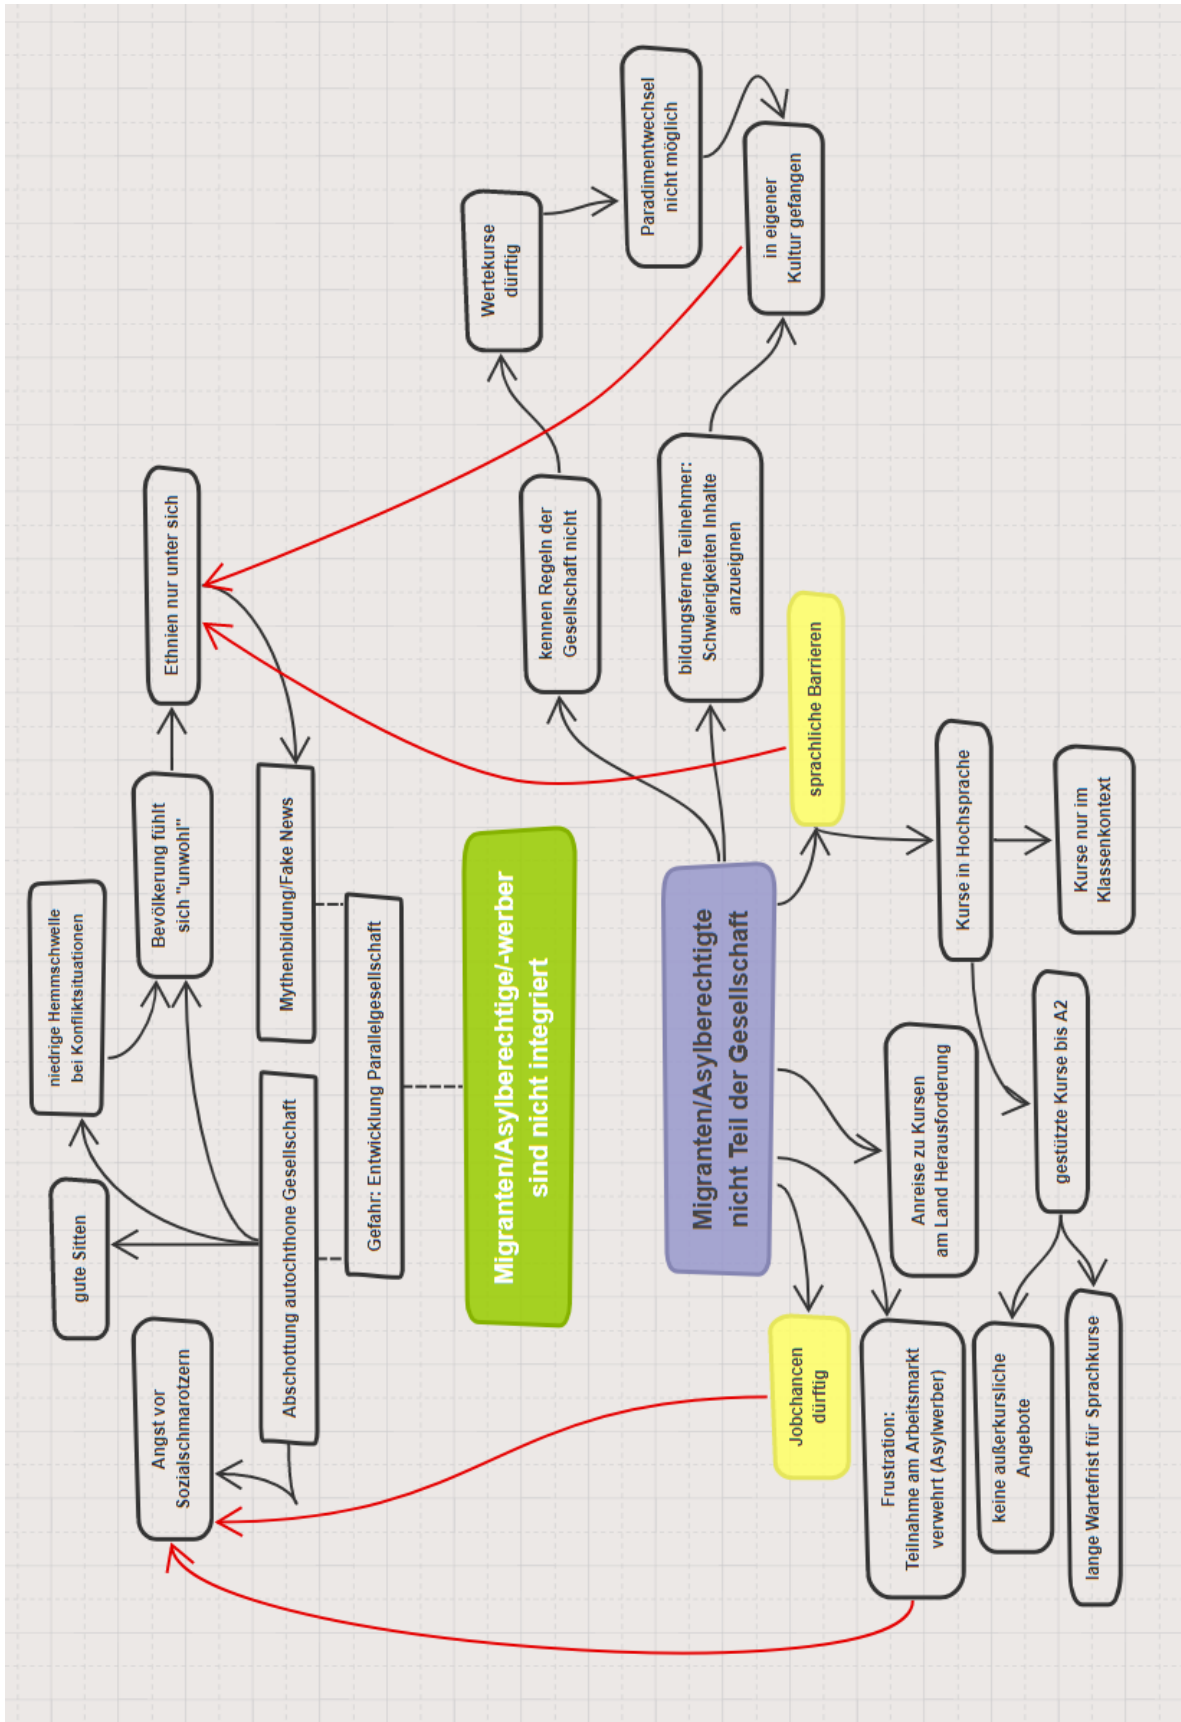 Angst vor
Sozialschmarotzern
gute Sitten
niedrige Hemmschwelle
bei Konfliktsituationen
Bevölkerung fühlt
sich "unwohl"
Ethnien nur unter sich
Abschottung autochthone Gesellschaft
Mythenbildung/Fake News
Gefahr: Entwicklung Parallelgesellschaft
Migranten/Asylberechtige/-werber
sind nicht integriert
Migranten/Asylberechtigte
nicht Teil der Gesellschaft
kennen Regeln der
Gesellschaft nicht
Wertekurse
dürftig
Paradimentwechsel
nicht möglich
in eigener
Kultur gefangen
bildungsferne Teilnehmer:
Schwierigkeiten Inhalte
anzueignen
sprachliche Barrieren
Jobchancen
dürftig
Frustration:
Teilnahme am Arbeitsmarkt
verwehrt (Asylwerber)
Anreise zu Kursen
am Land Herausforderung
Kurse in Hochsprache
Kurse nur im
Klassenkontext
gestützte Kurse bis A2
keine außerkursliche
Angebote
lange Wartefrist für Sprachkurse